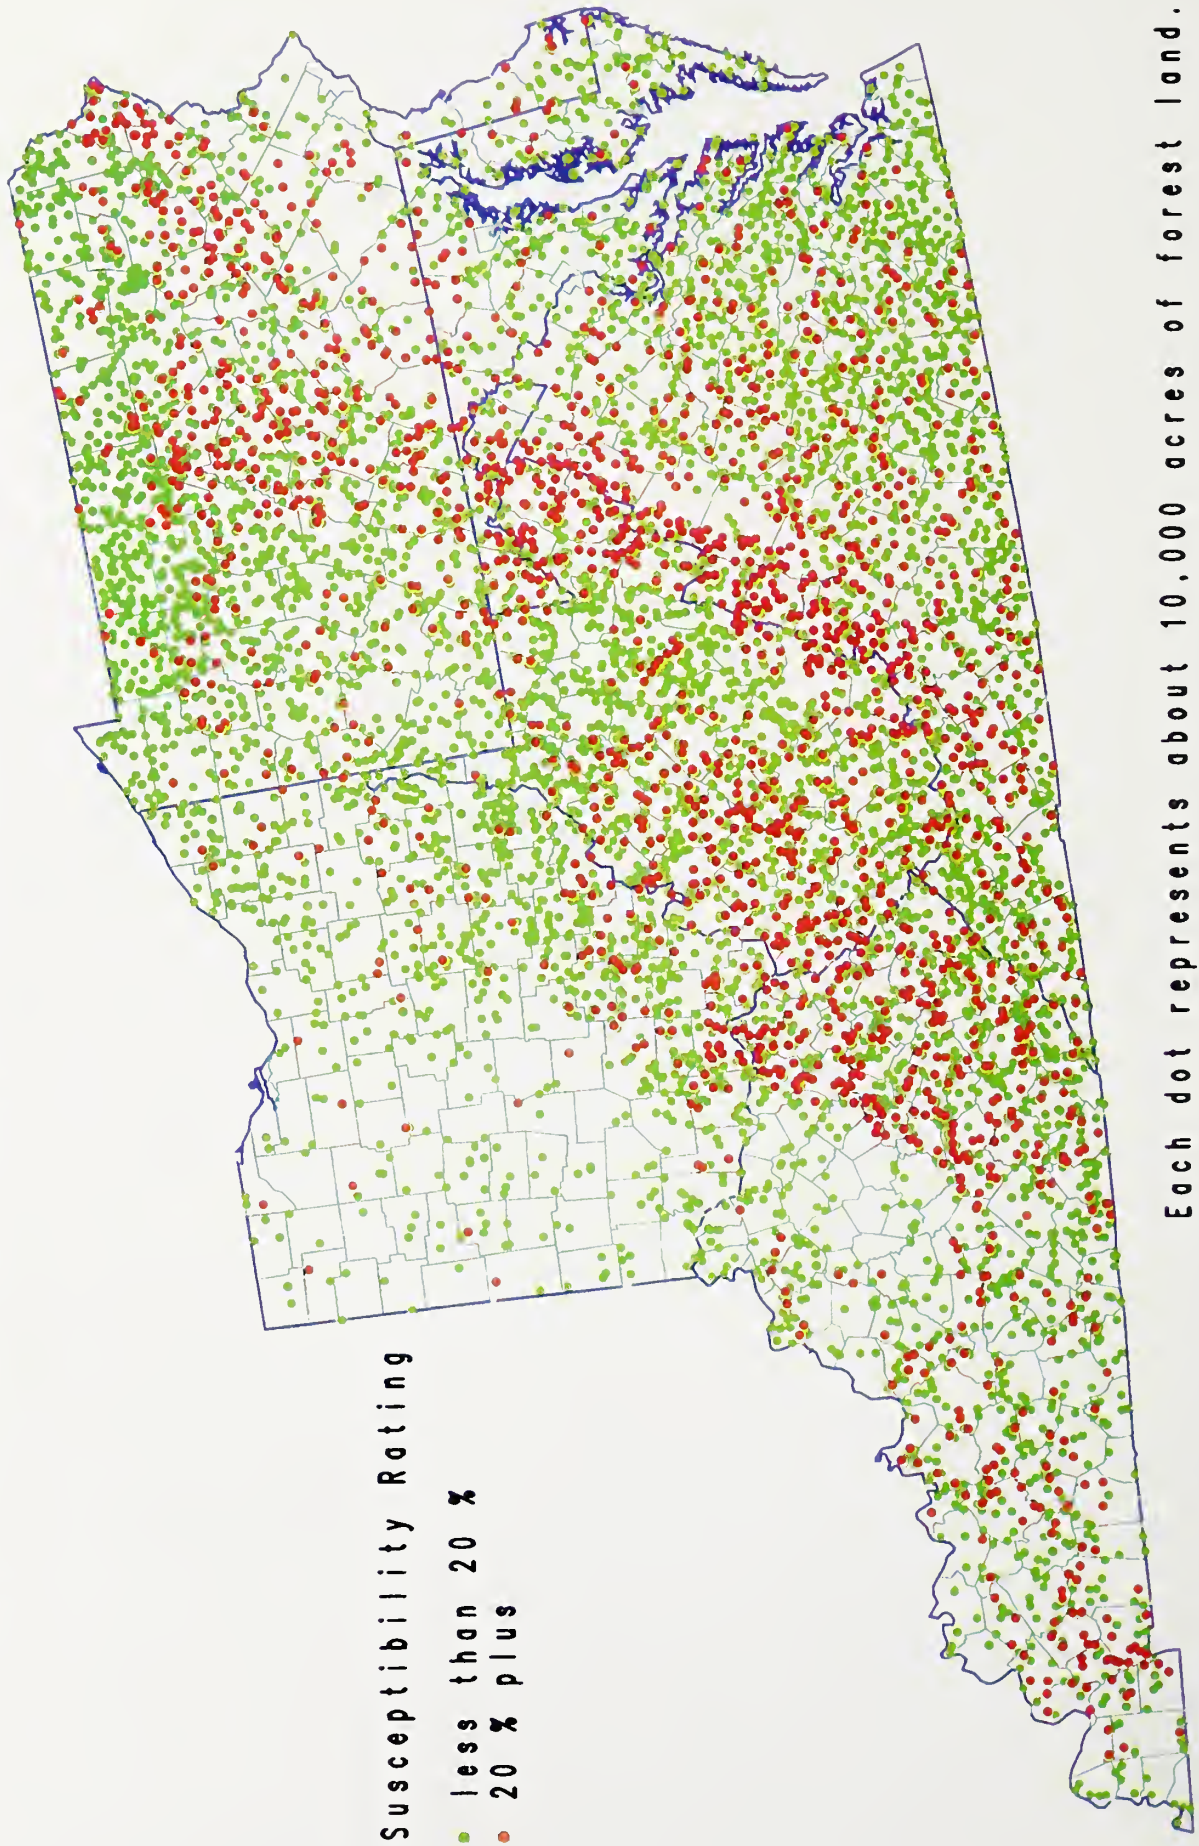 Susceptibility Rating
less than 20 %
20 % plus
Each dot represents about 10,000 acres of forest land.